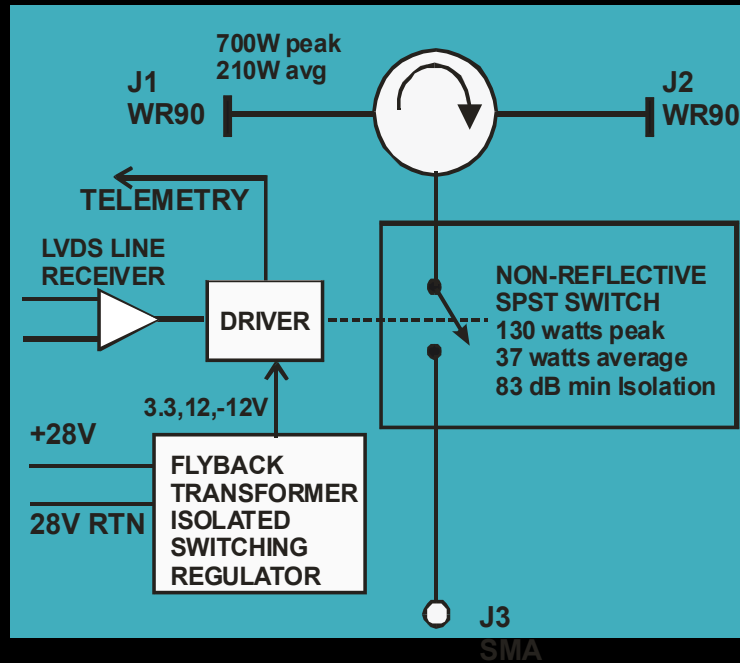 700W peak
210W avg
J1
WR90
J2
WR90
TELEMETRY
LVDS LINE
RECEIVER
DRIVER
NON-REFLECTIVE
SPST SWITCH
130 watts peak
37 watts average
83 dB min Isolation
3.3,12,-12V
+28V
28V RTN
FLYBACK
TRANSFORMER
ISOLATED
SWITCHING
REGULATOR
J3
SMA